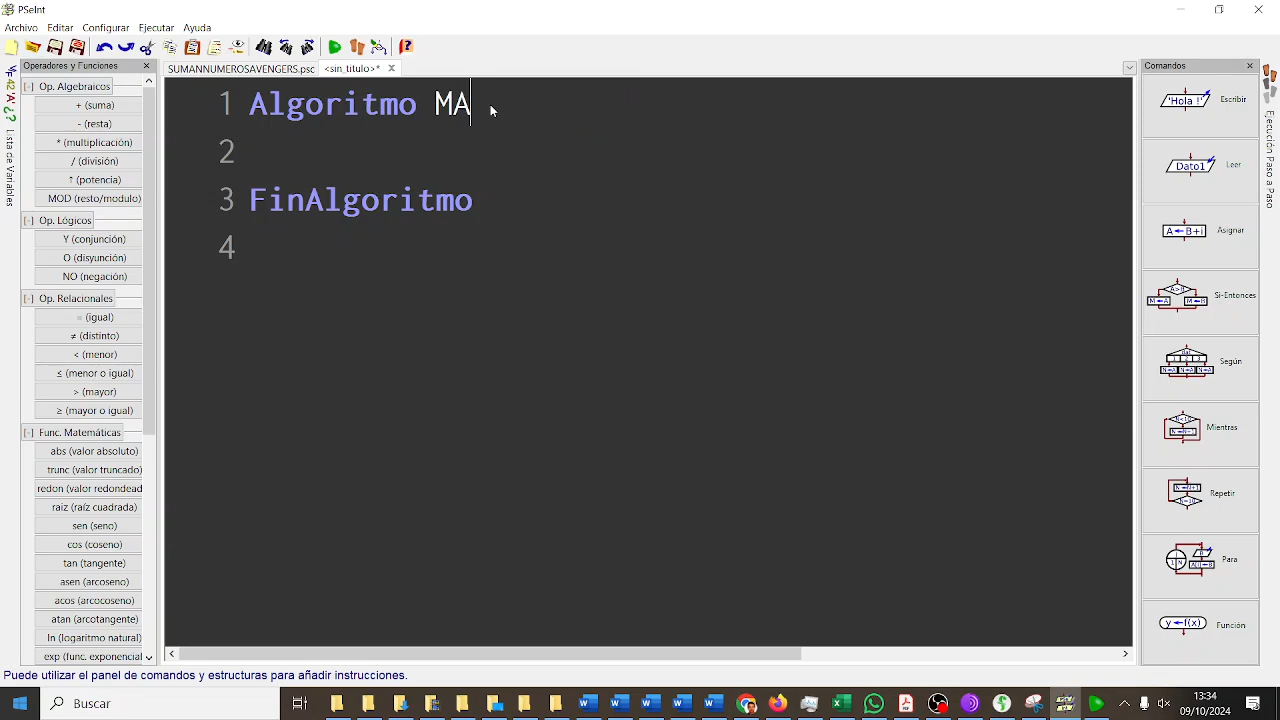 PSeInt
Archivo Editar Configurar Ejecutar Ayuda
Operadores y Funciones
SUMANNUMEROSAVENGERS.psc <sin_titulo>*
Comandos
Lista de Variables
Op. Algebraicos
+ (suma)
- (resta)
* (multiplicación)
/ (división)
↑ (potencia)
MOD (resto/modulo)
Op. Lógicos
Y (conjunción)
O (disyunción)
NO (negación)
Op. Relacionales
= (igual)
≠ (distinto)
< (menor)
≤ (menor o igual)
> (mayor)
≥ (mayor o igual)
Func. Matemáticas
abs (valor absoluto)
trunc (valor truncado)
redon (valor redondead
raiz (raíz cuadrada)
sen (seno)
cos (coseno)
tan (tangente)
asen (arcoseno)
acos (arcocoseno)
atan (arcotangente)
ln (logaritmo natural)
exp (func. exponencial
1 Algoritmo MA
2
3 FinAlgoritmo
4
'Hola !' Escribir
Dato1 Leer
A←B+i Asignar
Si-Entonces
Según
Mientras
Repetir
Para
y←f(x) Función
Ejecución Paso a Paso
Puede utilizar el panel de comandos y estructuras para añadir instrucciones.
Buscar
13:34
09/10/2024